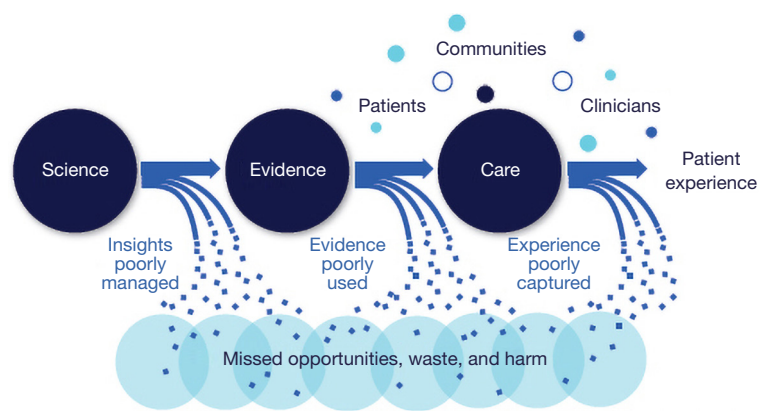 Communities
Patients
Clinicians
Science
Evidence
Care
Patient
experience
Insights
poorly
managed
Evidence
poorly
used
Experience
poorly
captured
Missed opportunities, waste, and harm